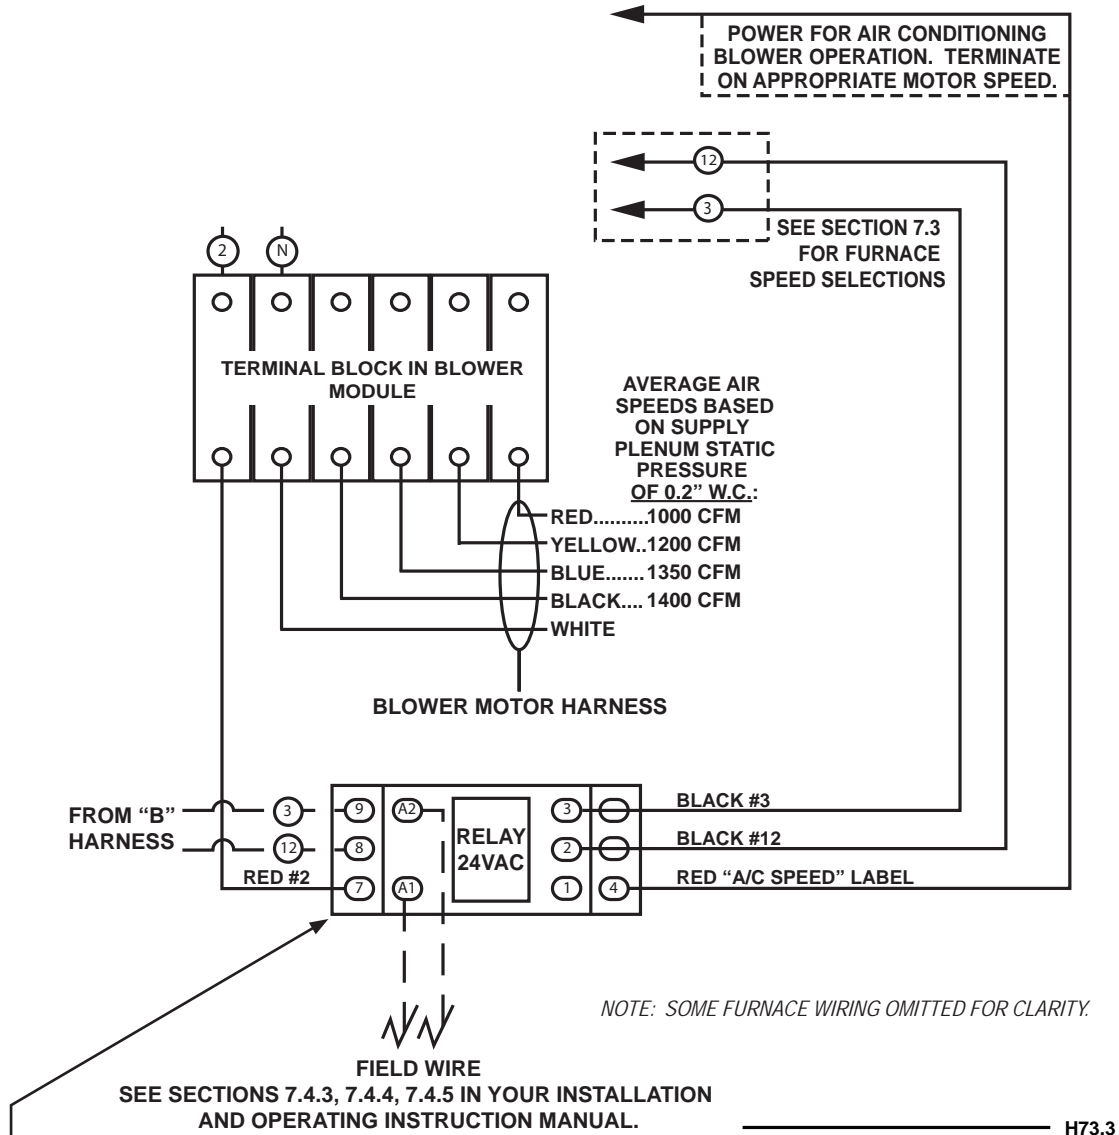 POWER FOR AIR CONDITIONING
BLOWER OPERATION.  TERMINATE
ON APPROPRIATE MOTOR SPEED.
12
3
SEE SECTION 7.3
FOR FURNACE
SPEED SELECTIONS
2
N
TERMINAL BLOCK IN BLOWER
MODULE
AVERAGE AIR
SPEEDS BASED
ON SUPPLY
PLENUM STATIC
PRESSURE
OF 0.2” W.C.:
RED..........1000 CFM
YELLOW..1200 CFM
BLUE.......1350 CFM
BLACK....1400 CFM
WHITE
BLOWER MOTOR HARNESS
FROM “B”
HARNESS
3
12
RED #2
9
8
7
A2
A1
RELAY
24VAC
3
2
1
4
BLACK #3
BLACK #12
RED “A/C SPEED” LABEL
NOTE:  SOME FURNACE WIRING OMITTED FOR CLARITY.
FIELD WIRE
SEE SECTIONS 7.4.3, 7.4.4, 7.4.5 IN YOUR INSTALLATION
AND OPERATING INSTRUCTION MANUAL.
H73.3